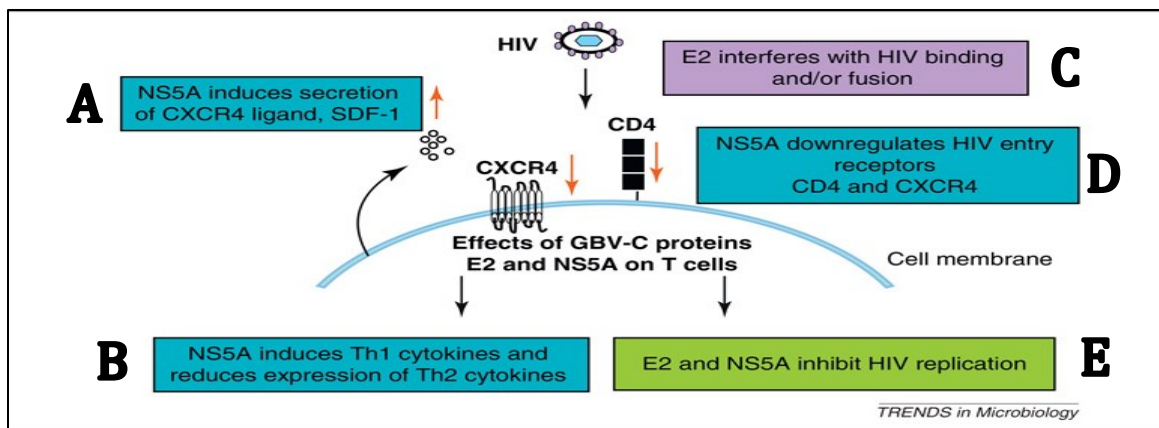 HIV
E2 interferes with HIV binding
and/or fusion
C
A
NS5A induces secretion
of CXCR4 ligand, SDF-1
CD4
CXCR4
NS5A downregulates HIV entry
receptors
CD4 and CXCR4
D
Effects of GBV-C proteins
E2 and NS5A on T cells
Cell membrane
B
NS5A induces Th1 cytokines and
reduces expression of Th2 cytokines
E2 and NS5A inhibit HIV replication
E
TRENDS in Microbiology